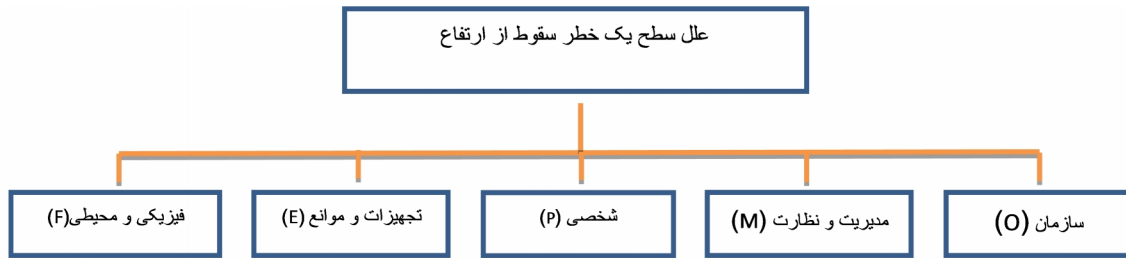 علل سطح یک خطر سقوط از ارتفاع
سازمان (O)
مدیریت و نظارت (M)
شخصی (P)
تجهیزات و موانع (E)
فیزیکی و محیطی(F)